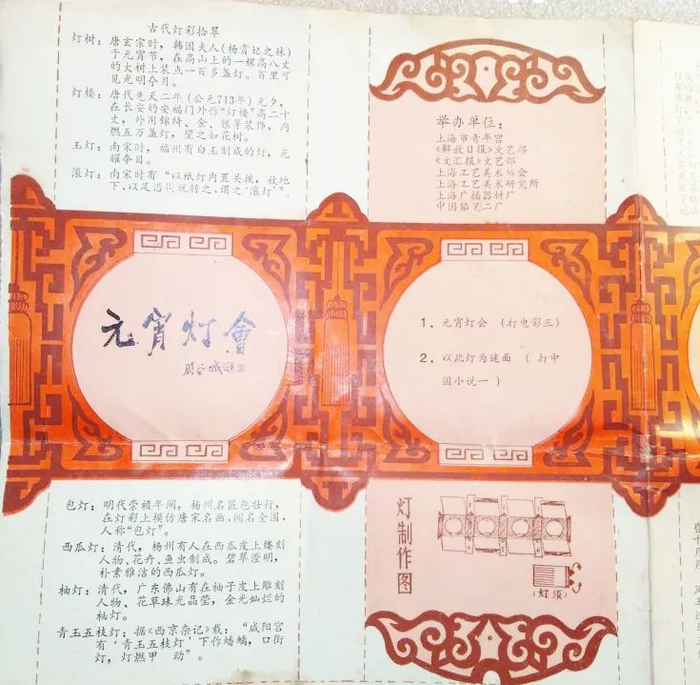 古代灯彩拾翠
灯树：唐玄宗时，韩国夫人（杨贵妃之妹）
于元宵节，在高山上的一棵高八丈
的大树上装点一百多盏灯。百里可
见光明夺月。
灯楼：唐代先天二年（公元713年）元夕，
在长安的安福门外作“灯楼”高二十
丈，外用锦绮、金、银等装饰，内
燃五万盏灯，望之如花树。
玉灯：南宋时，福州有白玉制成的灯，光
耀夺目。
滚灯：南宋时有“以纸灯内置关捩，放地
下，以足沿街蹴转之，谓之‘滚灯’”。
元宵灯會
周谷城题
包灯：明代崇祯年间，杨州名匠包壮行，
在灯彩上模仿唐宋名画，闻名全国，
人称“包灯”。
西瓜灯：清代，杨州有人在西瓜皮上缕刻
人物、花卉、鱼虫制成。碧翠澄明，
朴素雅洁的西瓜灯。
柚灯：清代，广东佛山有在柚子皮上雕刻
人物、花草珠光晶莹，金光灿烂的
柚灯。
青玉五枝灯：据《西京杂记》载：“咸阳宫
有‘青玉五枝灯’下作蟠螭，口衔
灯，灯燃甲 动”。
举办单位：
上海市青年宫
《解放日报》文艺部
《文汇报》文艺部
上海工艺美术协会
上海工艺美术研究所
上海广播器材厂
中国铅笔二厂
1、元宵灯会 （打电影三）
2、以此灯为迷面 （打中
国小说一）
灯制作图
（灯须）